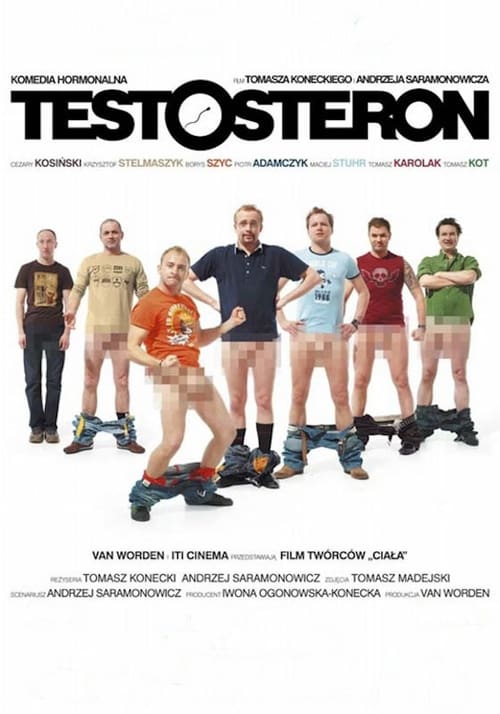 KOMEDIA HORMONALNA FILM TOMASZA KONECKIEGO I ANDRZEJA SARAMONOWICZA
TESTOSTERON
CEZARY KOSIŃSKI KRZYSZTOF STELMASZYK BORYS SZYC PIOTR ADAMCZYK MACIEJ STUHR TOMASZ KAROLAK TOMASZ KOT
1988
VAN WORDEN I ITI CINEMA PRZEDSTAWIAJĄ FILM TWÓRCÓW „CIAŁA”
REŻYSERIA TOMASZ KONECKI ANDRZEJ SARAMONOWICZ ZDJĘCIA TOMASZ MADEJSKI
SCENARIUSZ ANDRZEJ SARAMONOWICZ PRODUCENT IWONA OGONOWSKA-KONECKA PRODUKCJA VAN WORDEN